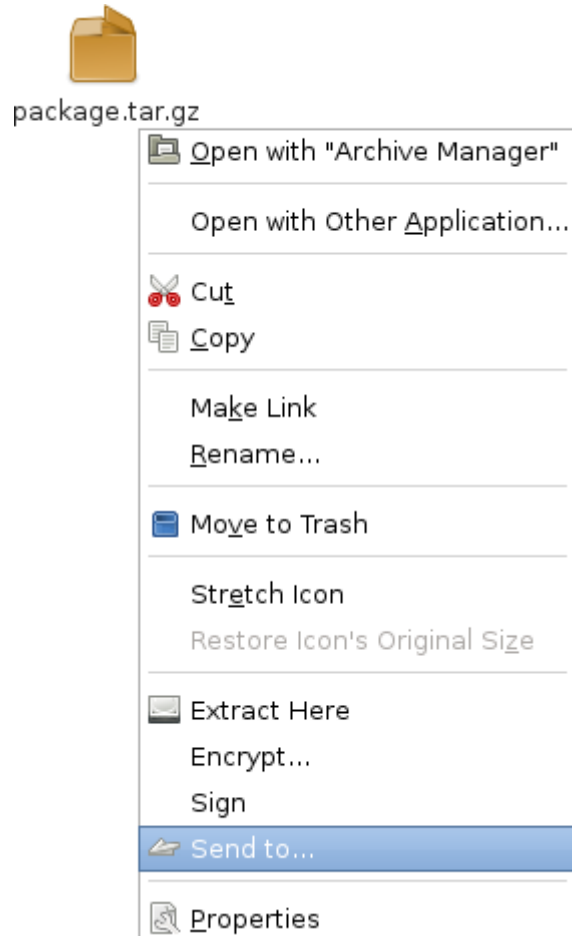 package.tar.gz
Open with "Archive Manager"
Open with Other Application...
Cut
Copy
Make Link
Rename...
Move to Trash
Stretch Icon
Restore Icon's Original Size
Extract Here
Encrypt...
Sign
Send to...
Properties